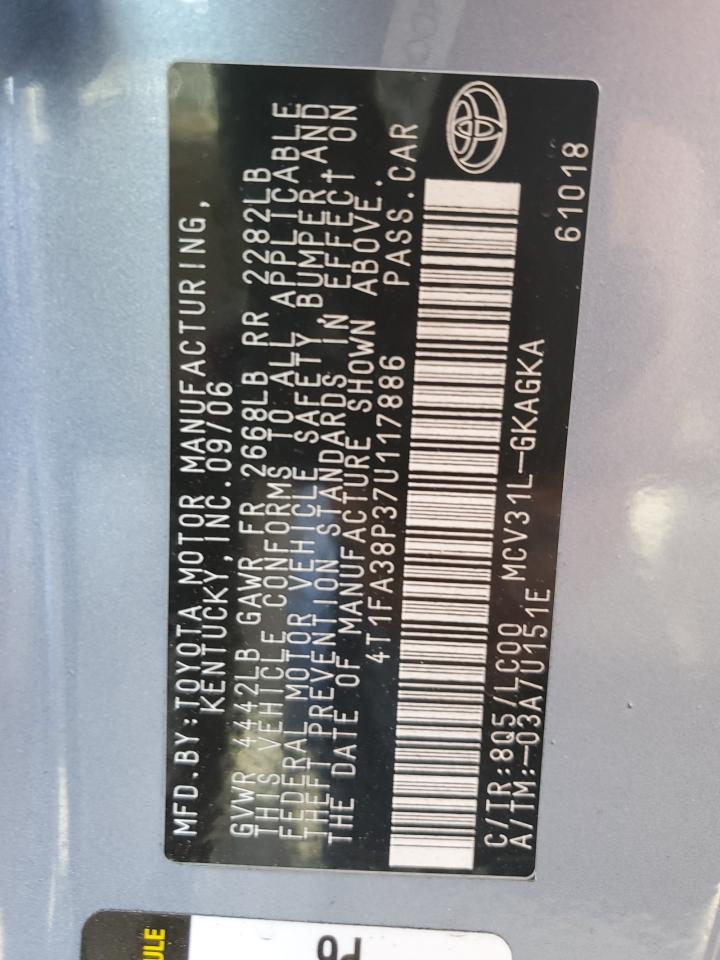 MFD.BY:TOYOTA MOTOR MANUFACTURING,
KENTUCKY, INC. 09/06
GVWR 4442LB GAWR FR 2668LB RR 2282LB
THIS VEHICLE CONFORMS TO ALL APPLICABLE
FEDERAL MOTOR VEHICLE SAFETY, BUMPER, AND
THEFT PREVENTION STANDARDS IN EFFECT ON
THE DATE OF MANUFACTURE SHOWN ABOVE.
4T1FA38P37U117886 PASS.CAR
C/TR:8Q5/LC00 MCV31L-GKAGKA
A/TM:-03A/U151E
61018
ULE